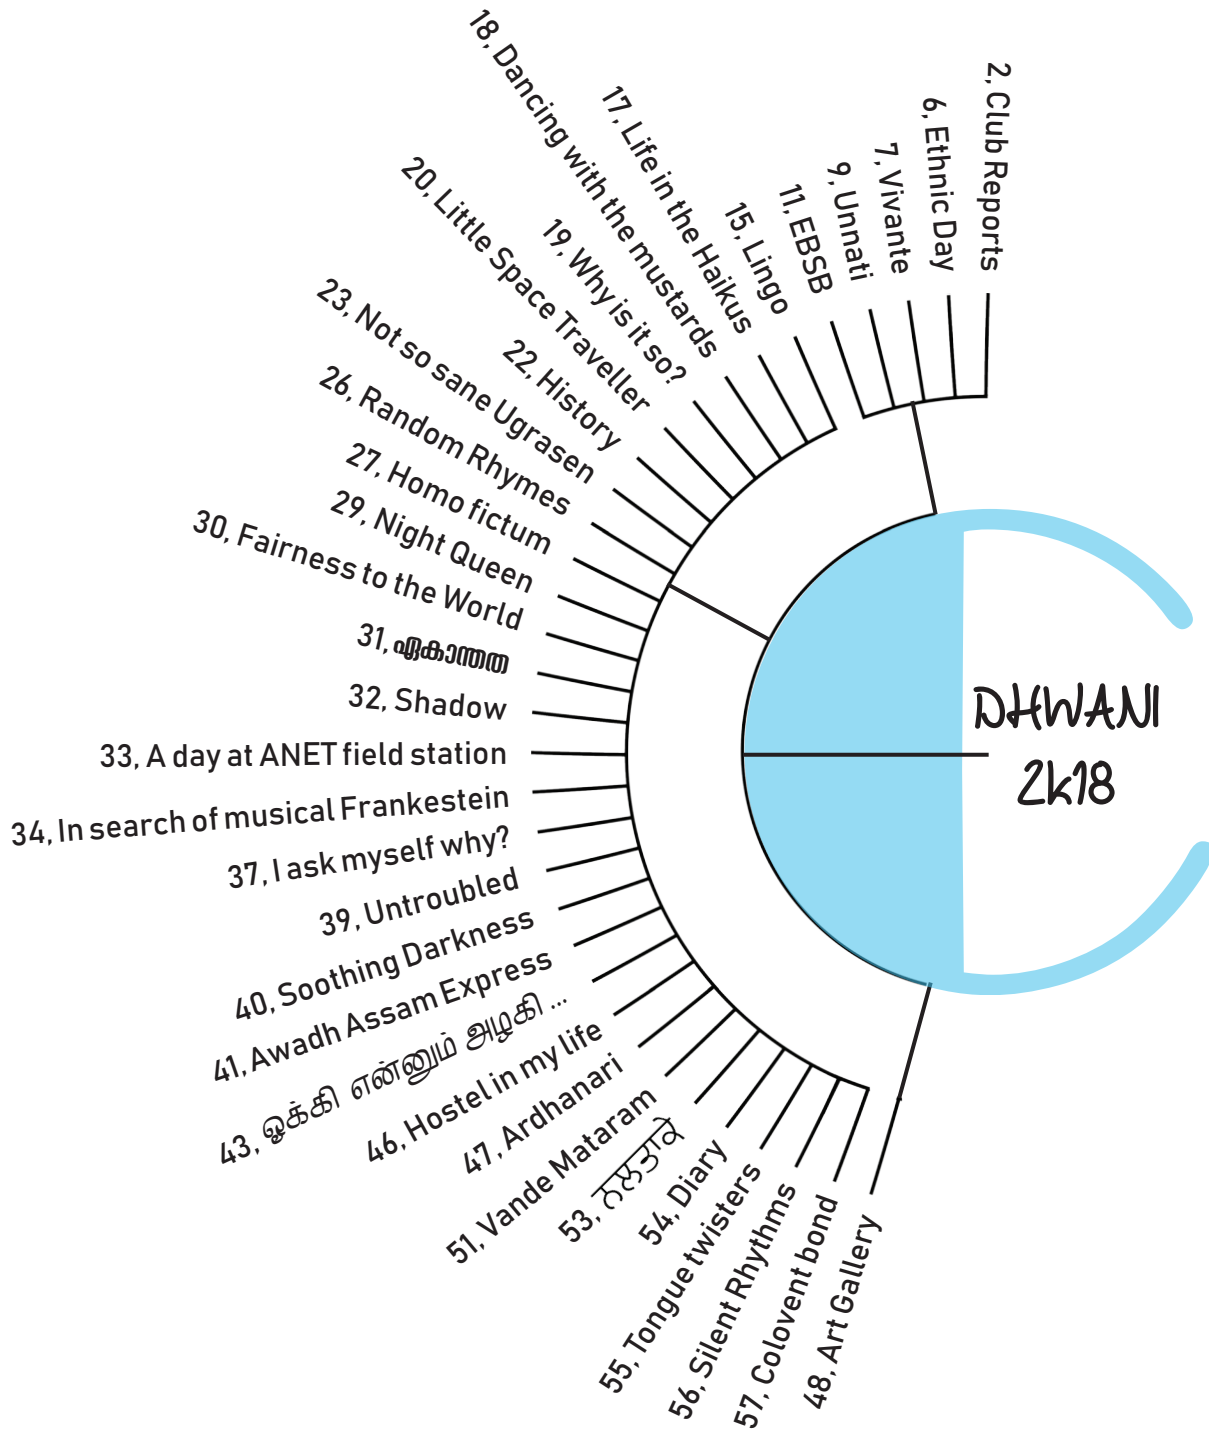 2, Club Reports
6, Ethnic Day
7, Vivante
9, Unnati
11, EBSB
15, Lingo
17, Life in the Haikus
18, Dancing with the mustards
19, Why is it so?
20, Little Space Traveller
22, History
23, Not so sane Ugrasen
26, Random Rhymes
27, Homo fictum
29, Night Queen
30, Fairness to the World
31, ഏകാന്തത
32, Shadow
33, A day at ANET field station
34, In search of musical Frankestein
37, I ask myself why?
39, Untroubled
40, Soothing Darkness
41, Awadh Assam Express
43, ஓக்கி என்னும் அழகி ...
46, Hostel in my life
47, Ardhanari
51, Vande Mataram
53,
54, Diary
55, Tongue twisters
56, Silent Rhythms
57, Colovent bond
48, Art Gallery
DHWANI
2k18